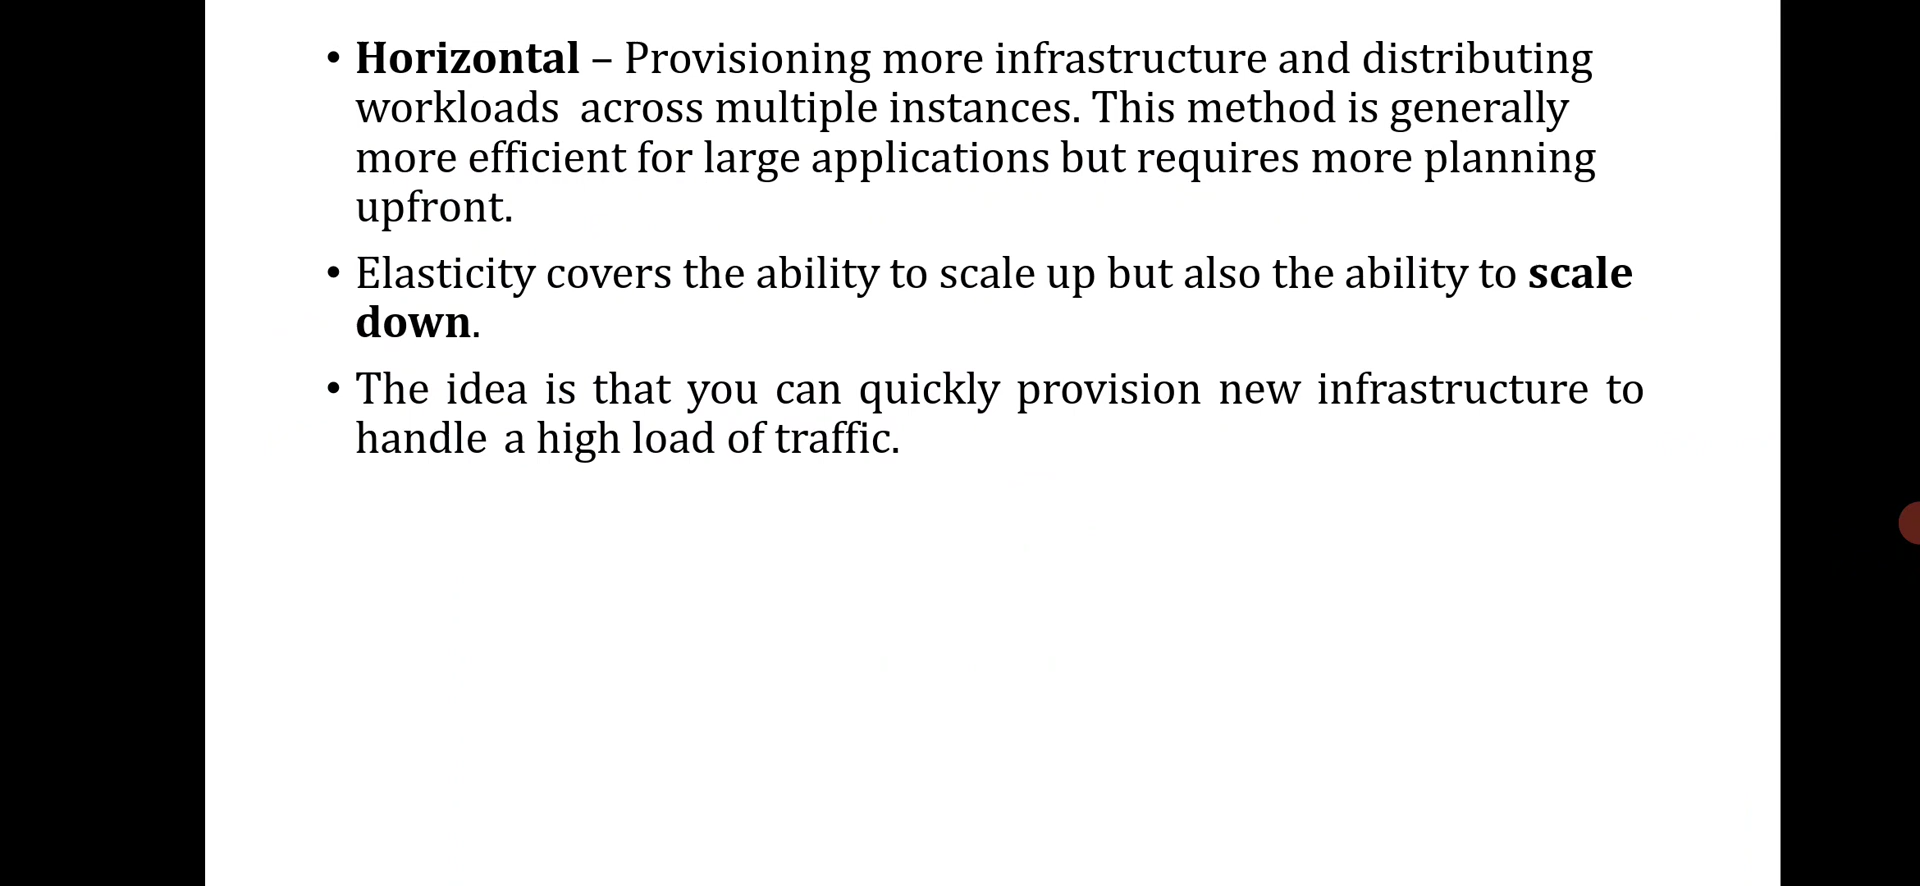 • Horizontal – Provisioning more infrastructure and distributing
workloads across multiple instances. This method is generally
more efficient for large applications but requires more planning
upfront.
• Elasticity covers the ability to scale up but also the ability to scale
down.
• The idea is that you can quickly provision new infrastructure to
handle a high load of traffic.